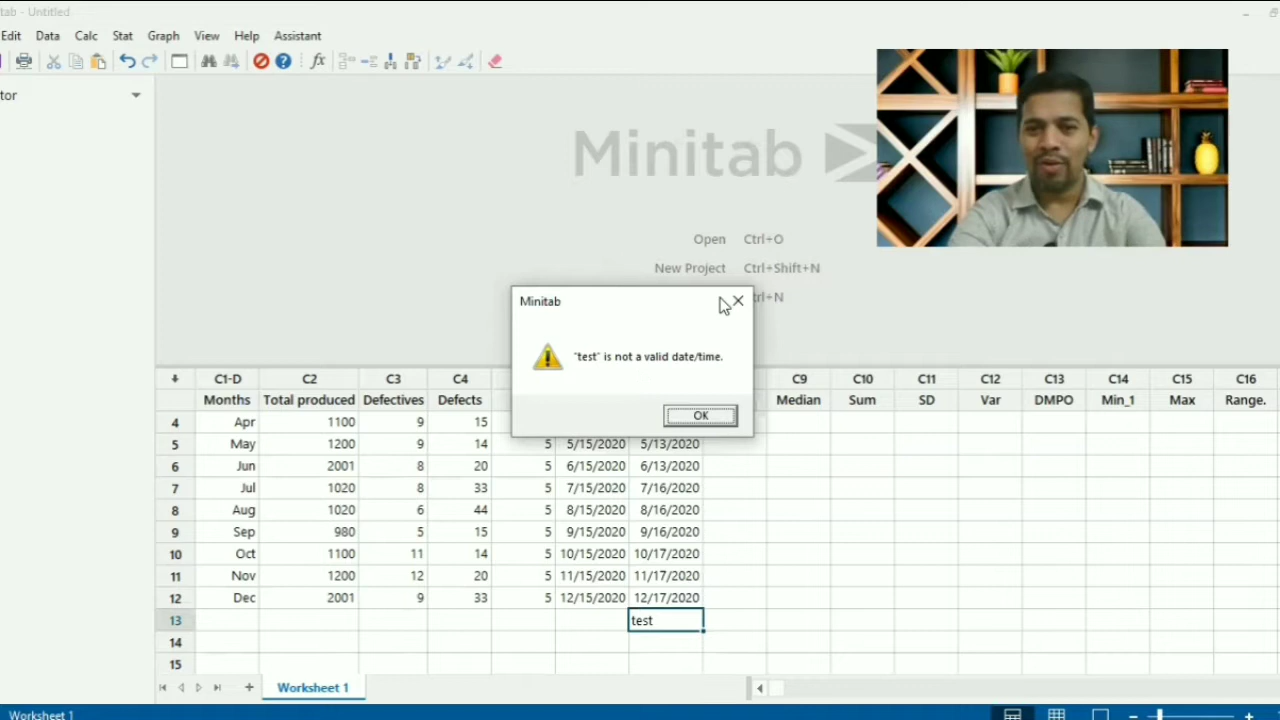 tab - Untitled
Edit Data Calc Stat Graph View Help Assistant
tor
Minitab
Open Ctrl+O
New Project Ctrl+Shift+N
trl+N
Minitab
"test" is not a valid date/time.
OK
C1-D C2 C3 C4 C9 C10 C11 C12 C13 C14 C15 C16
Months Total produced Defectives Defects Median Sum SD Var DMPO Min_1 Max Range.
4 Apr 1100 9 15
5 May 1200 9 14 5 5/15/2020 5/13/2020
6 Jun 2001 8 20 5 6/15/2020 6/13/2020
7 Jul 1020 8 33 5 7/15/2020 7/16/2020
8 Aug 1020 6 44 5 8/15/2020 8/16/2020
9 Sep 980 5 15 5 9/15/2020 9/16/2020
10 Oct 1100 11 14 5 10/15/2020 10/17/2020
11 Nov 1200 12 20 5 11/15/2020 11/17/2020
12 Dec 2001 9 33 5 12/15/2020 12/17/2020
13 test
14
15
Worksheet 1
Worksheet 1